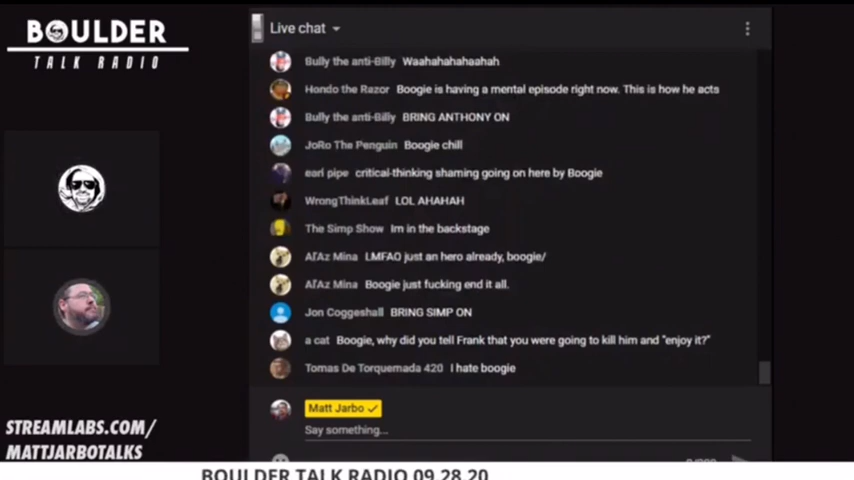 BOULDER
TALK RADIO
Live chat
Bully the anti-Billy Waahahahahaahah
Hondo the Razor Boogie is having a mental episode right now. This is how he acts
Bully the anti-Billy BRING ANTHONY ON
JoRo The Penguin Boogie chill
earl pipe critical-thinking shaming going on here by Boogie
WrongThinkLeaf LOL AHAHAH
The Simp Show Im in the backstage
Al'Az Mina LMFAO just an hero already, boogie/
Al'Az Mina Boogie just fucking end it all.
Jon Coggeshall BRING SIMP ON
a cat Boogie, why did you tell Frank that you were going to kill him and "enjoy it?"
Tomas De Torquemada 420 I hate boogie
Matt Jarbo
Say something...
STREAMLABS.COM/
MATTJARBOTALKS
BOULDER TALK RADIO 09.28.20